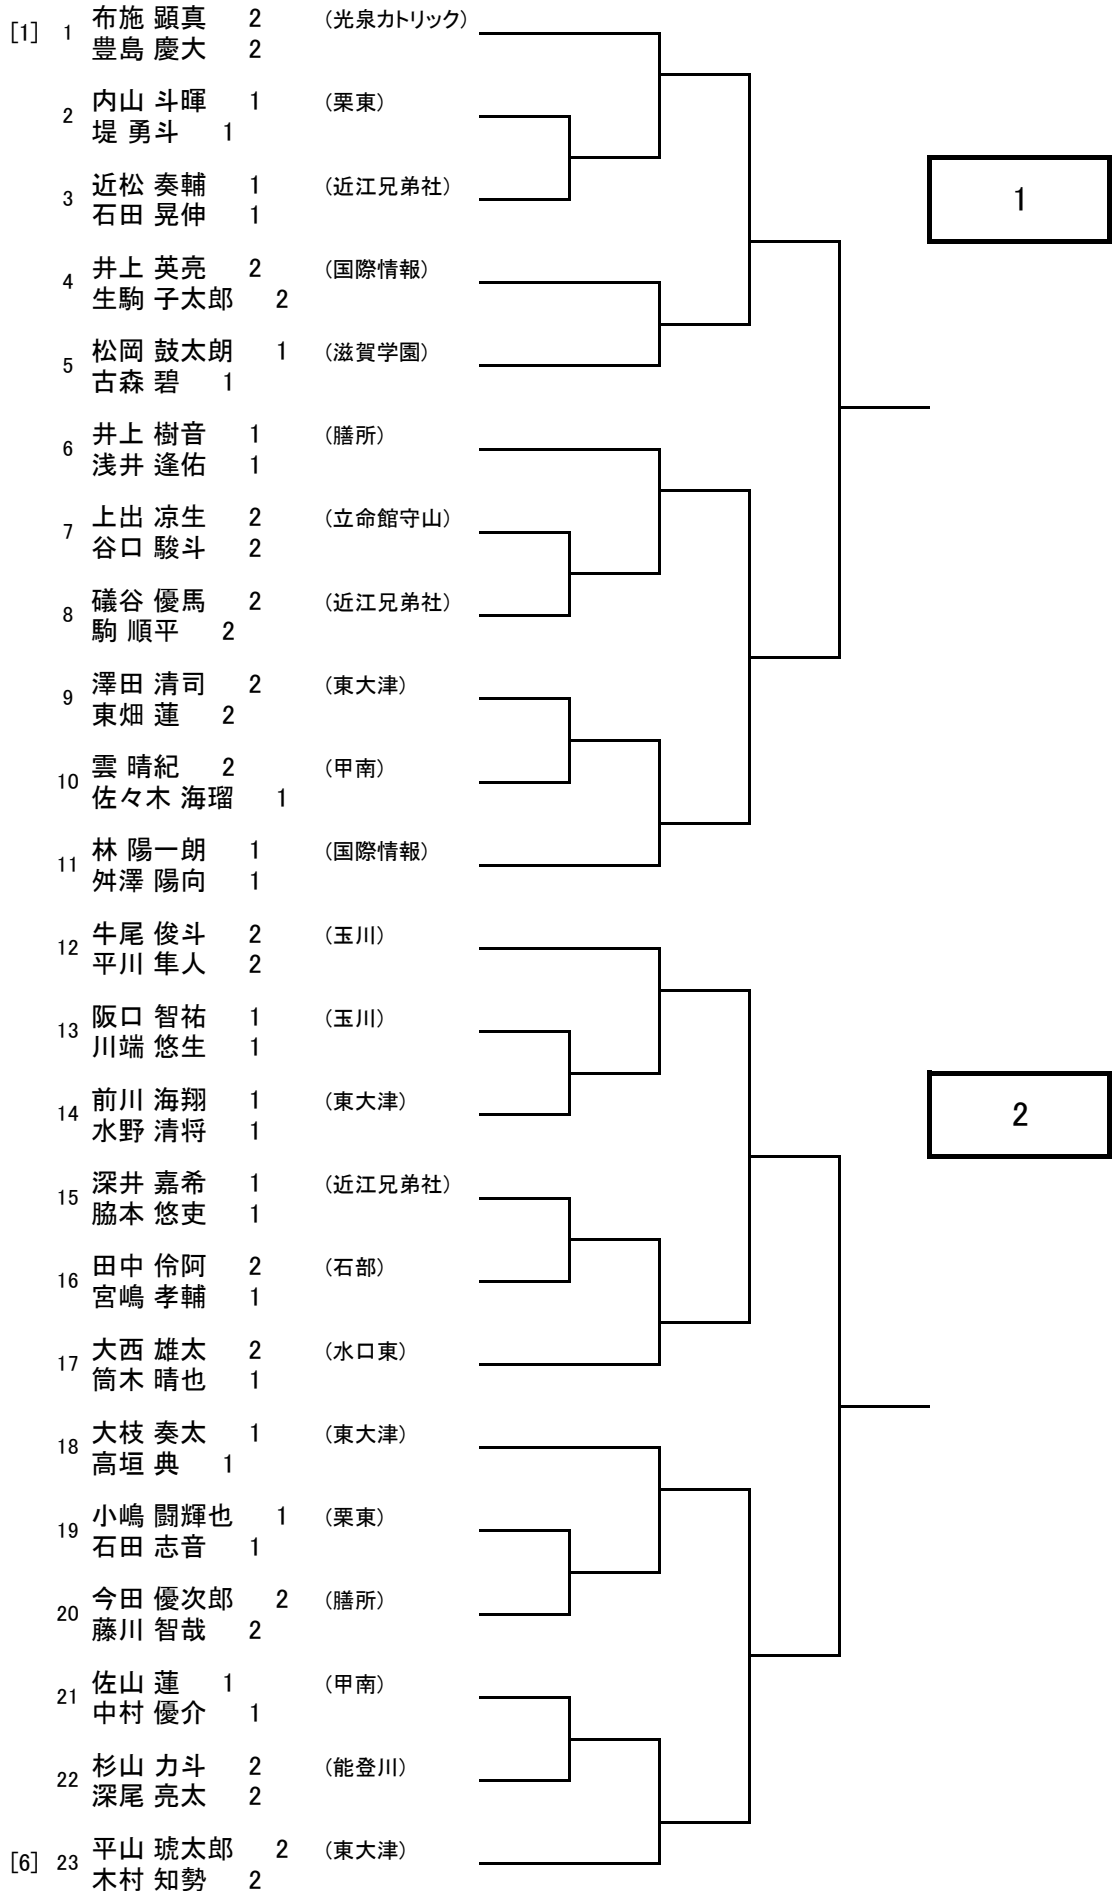 [1] 1 布施 顕真 2 (光泉カトリック)
豊島 慶大 2
2 内山 斗暉 1 (栗東)
堤 勇斗 1
3 近松 奏輔 1 (近江兄弟社)
石田 晃伸 1
1
4 井上 英亮 2 (国際情報)
生駒 子太郎 2
5 松岡 鼓太朗 1 (滋賀学園)
古森 碧 1
6 井上 樹音 1 (膳所)
浅井 逢佑 1
7 上出 凉生 2 (立命館守山)
谷口 駿斗 2
8 礒谷 優馬 2 (近江兄弟社)
駒 順平 2
9 澤田 清司 2 (東大津)
東畑 蓮 2
10 雲 晴紀 2 (甲南)
佐々木 海瑠 1
11 林 陽一朗 1 (国際情報)
舛澤 陽向 1
12 牛尾 俊斗 2 (玉川)
平川 隼人 2
13 阪口 智祐 1 (玉川)
川端 悠生 1
14 前川 海翔 1 (東大津)
水野 清将 1
2
15 深井 嘉希 1 (近江兄弟社)
脇本 悠吏 1
16 田中 伶阿 2 (石部)
宮嶋 孝輔 1
17 大西 雄太 2 (水口東)
筒木 晴也 1
18 大枝 奏太 1 (東大津)
高垣 典 1
19 小嶋 闘輝也 1 (栗東)
石田 志音 1
20 今田 優次郎 2 (膳所)
藤川 智哉 2
21 佐山 蓮 1 (甲南)
中村 優介 1
22 杉山 力斗 2 (能登川)
深尾 亮太 2
[6] 23 平山 琥太郎 2 (東大津)
木村 知勢 2